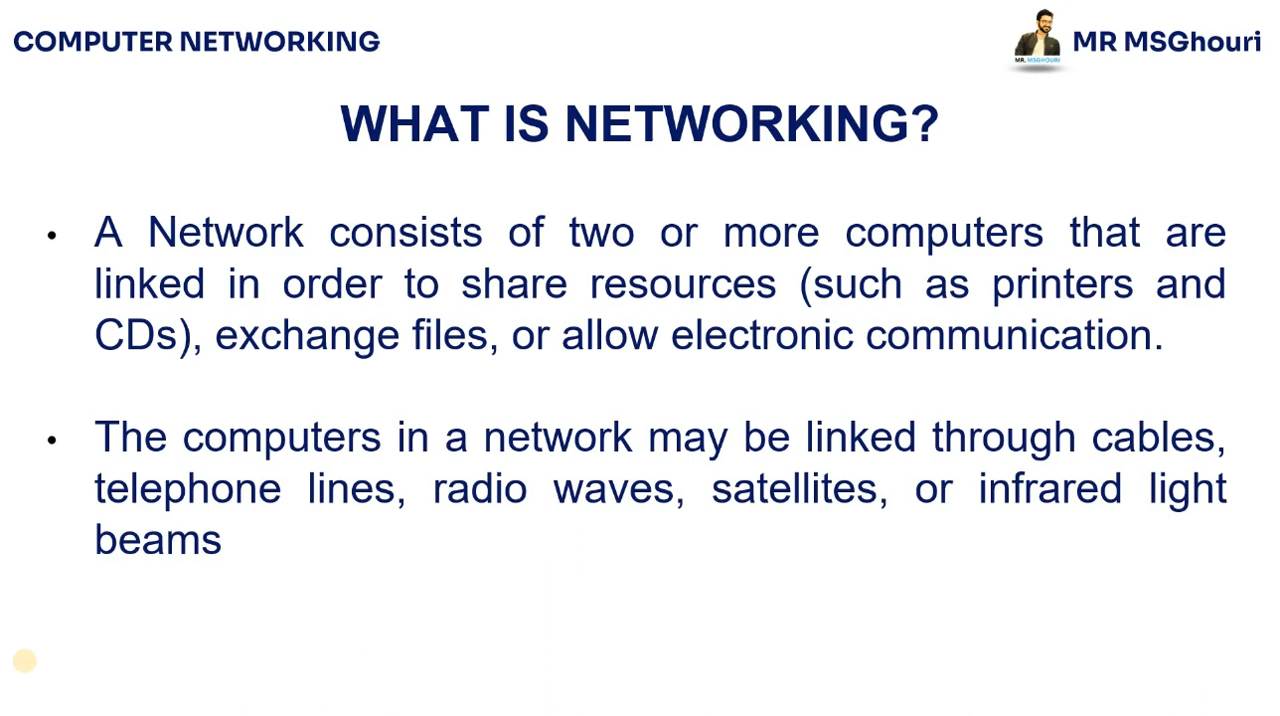 COMPUTER NETWORKING
MR MSGhouri
MR. MSGHOURI
WHAT IS NETWORKING?
• A Network consists of two or more computers that are
linked in order to share resources (such as printers and
CDs), exchange files, or allow electronic communication.
• The computers in a network may be linked through cables,
telephone lines, radio waves, satellites, or infrared light
beams